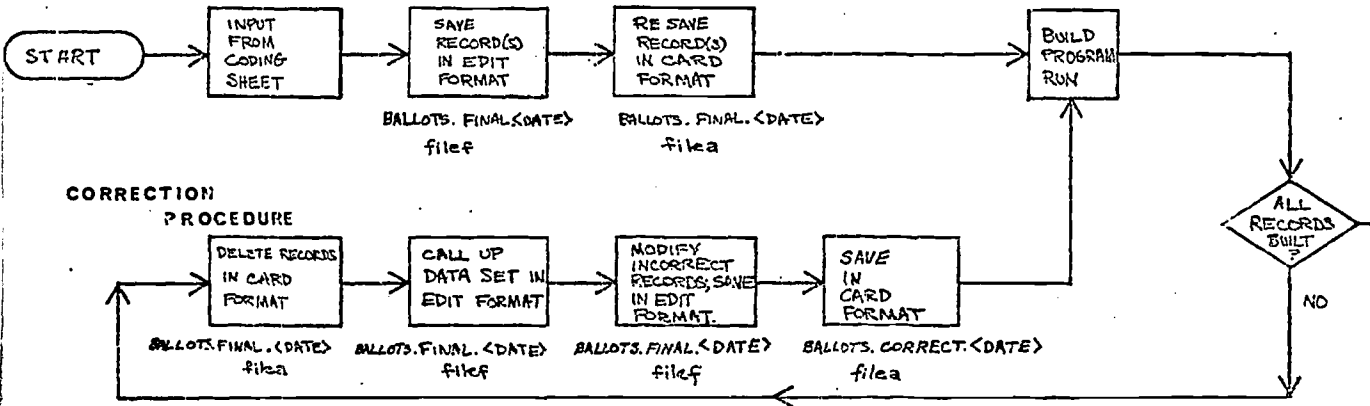 START
INPUT
FROM
CODING
SHEET
SAVE
RECORD(S)
IN EDIT
FORMAT
BALLOTS. FINAL.<DATE>
filef
RE SAVE
RECORD(S)
IN CARD
FORMAT
BALLOTS. FINAL.<DATE>
filea
BUILD
PROGRAM
RUN
ALL
RECORDS
BUILT
?
NO
CORRECTION
PROCEDURE
DELETE RECORDS
IN CARD
FORMAT
BALLOTS.FINAL.<DATE>
filea
CALL UP
DATA SET IN
EDIT FORMAT
BALLOTS.FINAL.<DATE>
filef
MODIFY
INCORRECT
RECORDS; SAVE
IN EDIT
FORMAT.
BALLOTS.FINAL.<DATE>
filef
SAVE
IN
CARD
FORMAT
BALLOTS.CORRECT.<DATE>
filea